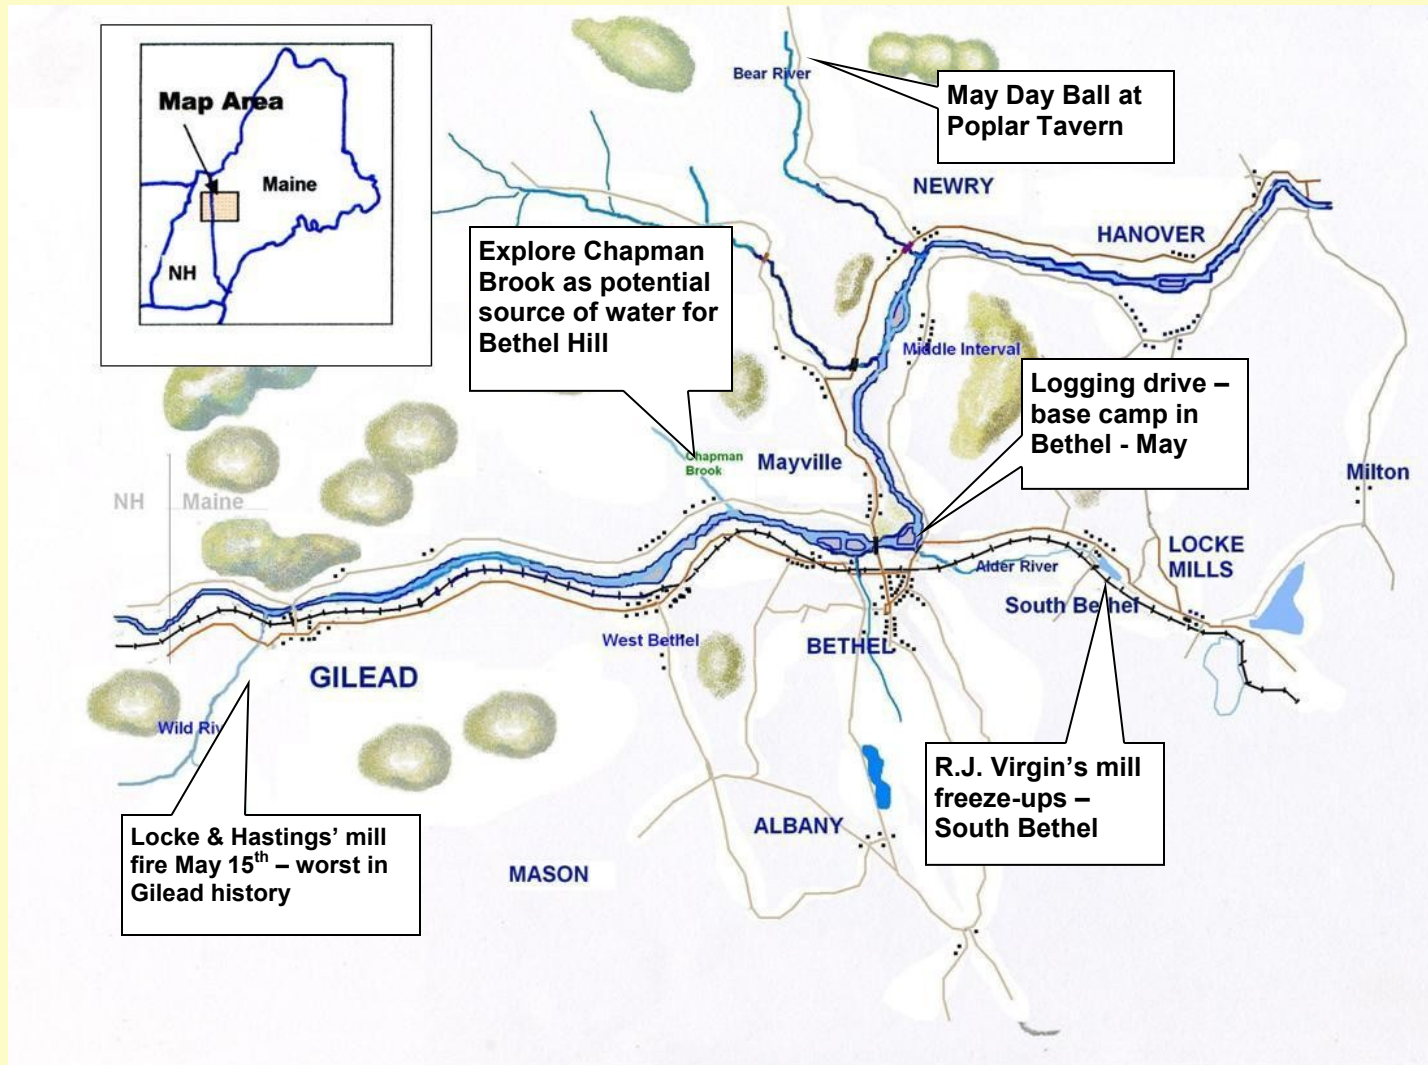 Map Area
Maine
NH
Bear River
May Day Ball at
Poplar Tavern
NEWRY
HANOVER
Explore Chapman
Brook as potential
source of water for
Bethel Hill
Middle Interval
Logging drive –
base camp in
Bethel - May
Chapman
Brook
Mayville
Milton
NH
Maine
LOCKE
MILLS
Alder River
South Bethel
West Bethel
BETHEL
GILEAD
Wild Riv
R.J. Virgin’s mill
freeze-ups –
South Bethel
Locke & Hastings’ mill
fire May 15th – worst in
Gilead history
ALBANY
MASON